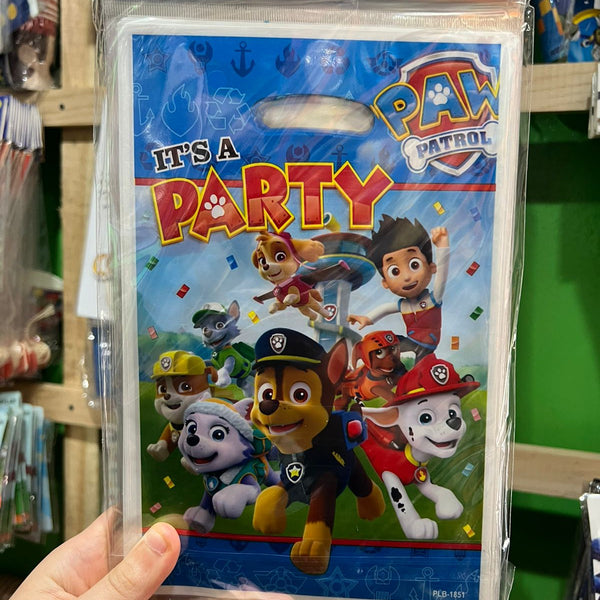 PAW
PATROL
IT'S A
PARTY
PLB-1851